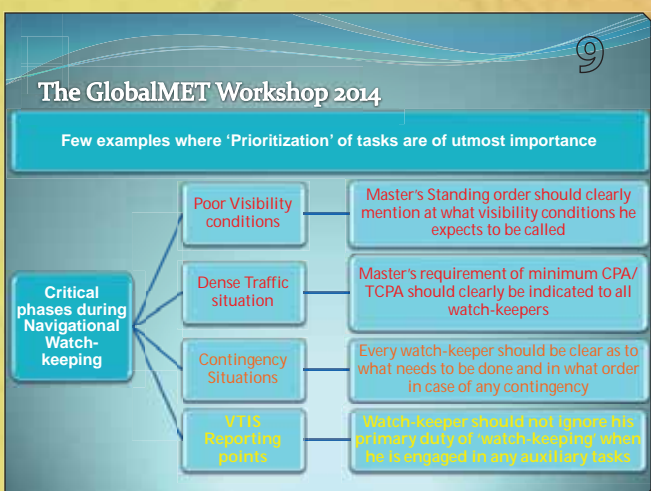 9
The GlobalMET Workshop 2014
Few examples where 'Prioritization' of tasks are of utmost importance
Critical
phases during
Navigational
Watch-
keeping
Poor Visibility
conditions
Master's Standing order should clearly
mention at what visibility conditions he
expects to be called
Dense Traffic
situation
Master's requirement of minimum CPA/
TCPA should clearly be indicated to all
watch-keepers
Contingency
Situations
Every watch-keeper should be clear as to
what needs to be done and in what order
in case of any contingency
VTIS
Reporting
points
Watch-keeper should not ignore his
primary duty of 'watch-keeping' when
he is engaged in any auxiliary tasks